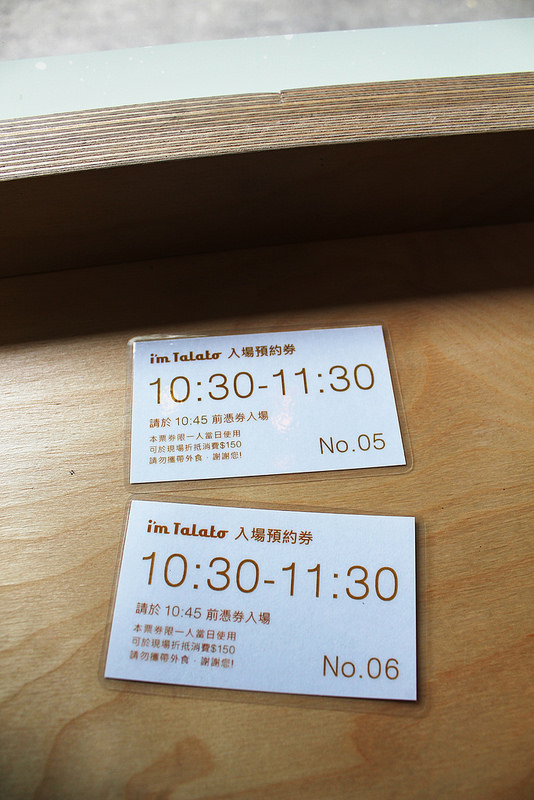 i'm Talato 入場預約券
10:30-11:30
請於 10:45 前憑券入場
本票券限一人當日使用
可於現場折抵消費$150
請勿攜帶外食．謝謝您!
No.05
i'm Talato 入場預約券
10:30-11:30
請於 10:45 前憑券入場
本票券限一人當日使用
可於現場折抵消費$150
請勿攜帶外食．謝謝您!
No.06